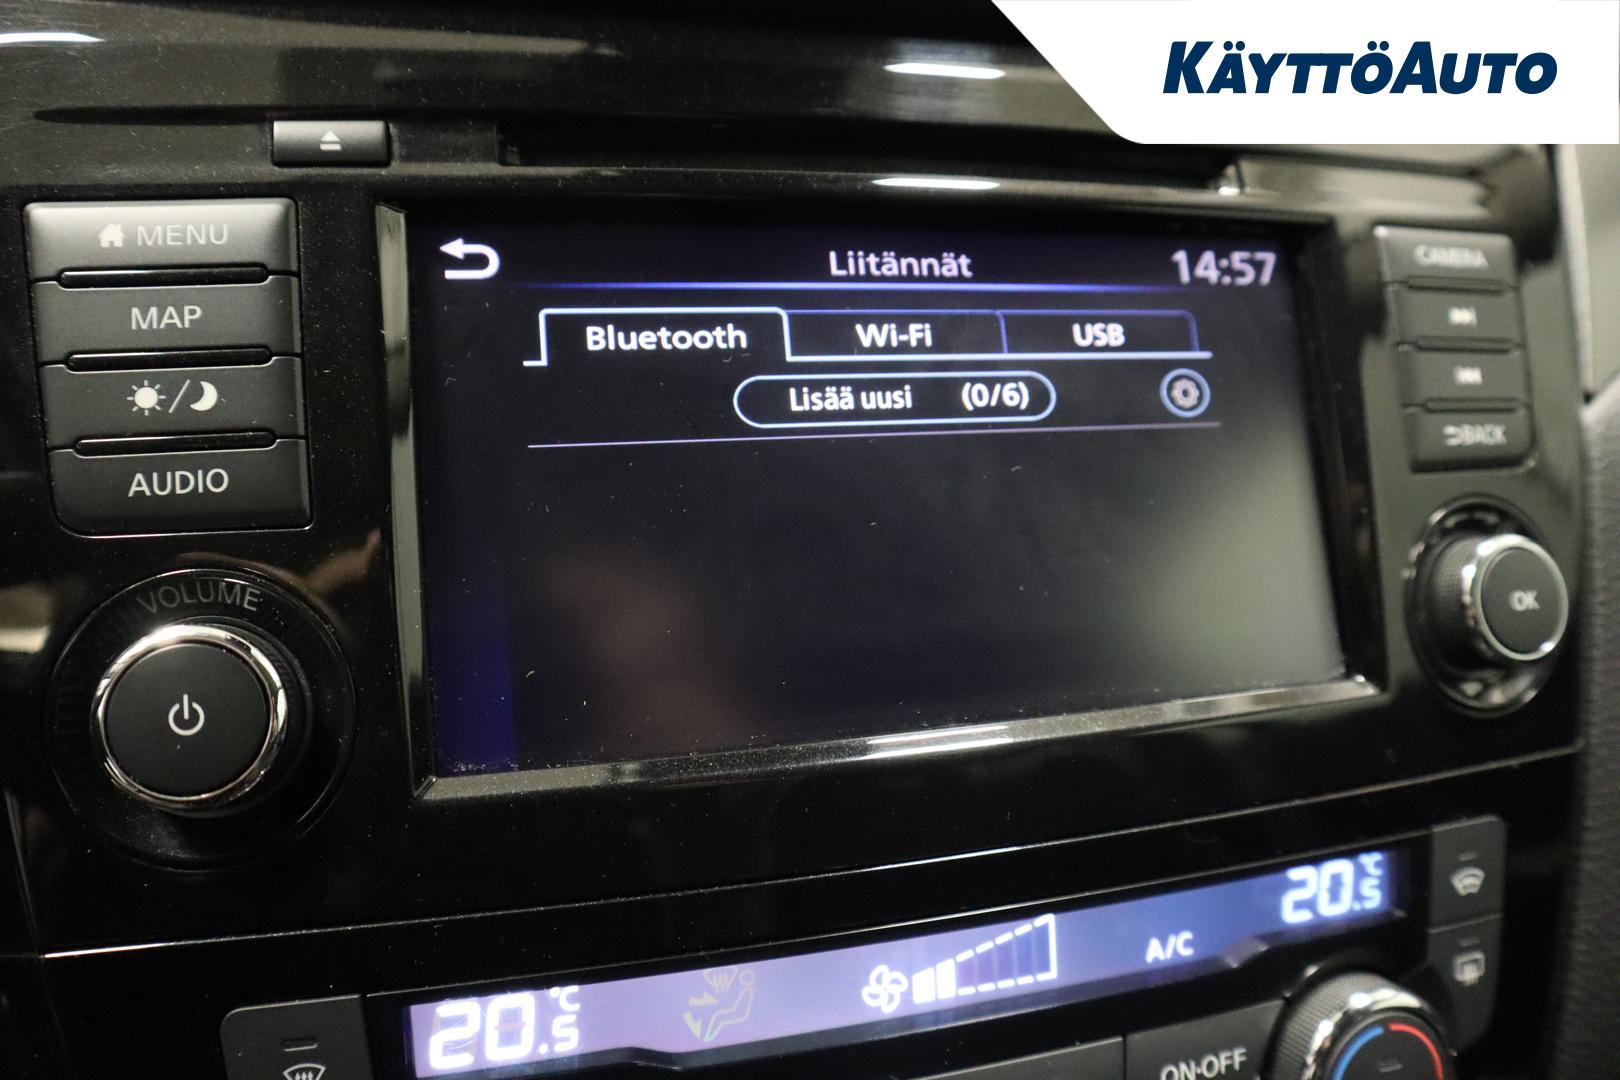 KÄYTTÖAUTO
MENU
MAP
AUDIO
VOLUME
Liitännät
14:57
Bluetooth
Wi-Fi
USB
Lisää uusi (0/6)
CAMERA
BACK
OK
20.5 °C
A/C
20.5 °C
ON·OFF